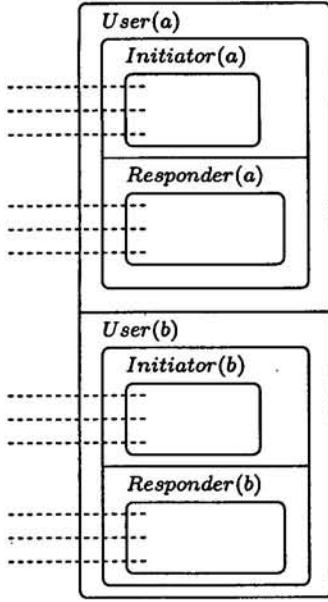 User(a)
Initiator(a)
Responder(a)
User(b)
Initiator(b)
Responder(b)